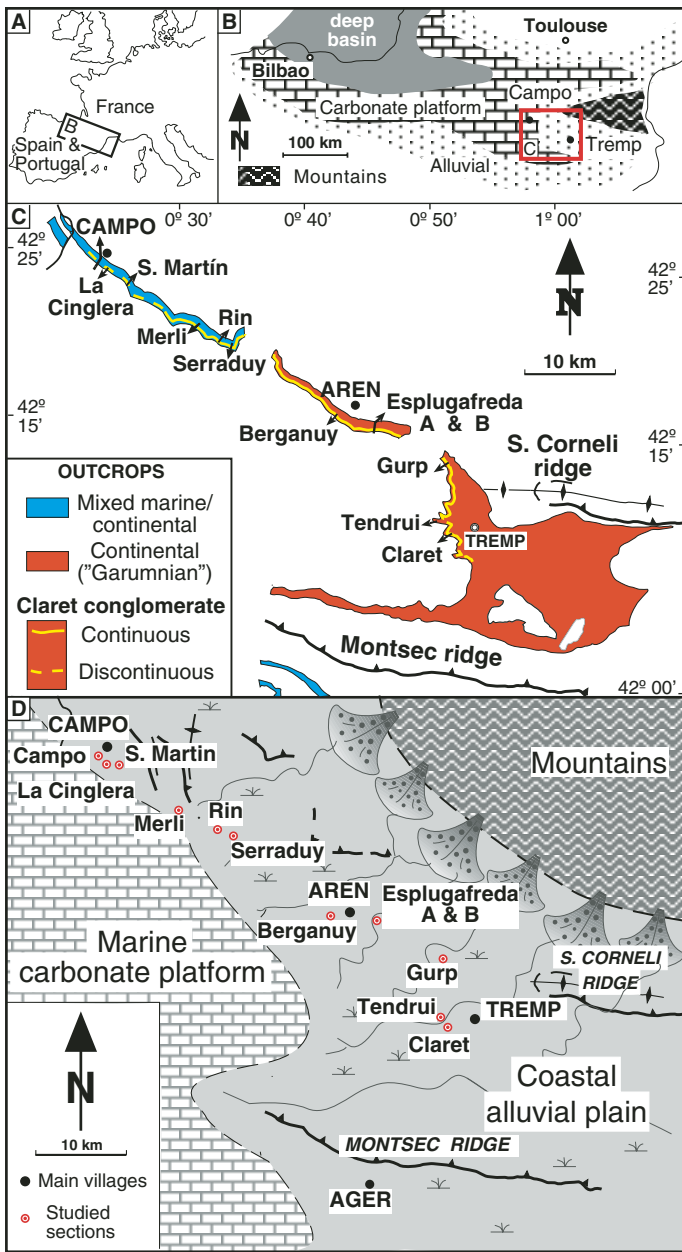 A
France
B
Spain &
Portugal
B
deep
basin
Toulouse
Bilbao
Campo
Carbonate platform
N
100 km
C
Tremp
Alluvial
Mountains
C
0º 30’
0º 40’
0º 50’
1º 00’
42º
25’
CAMPO
S. Martín
La
Cinglera
42º
25’
N
Rin
Merli
Serraduy
10 km
AREN
Esplugafreda
A & B
42º
15’
Berganuy
42º
15’
S. Corneli
ridge
Gurp
OUTCROPS
Mixed marine/
continental
Tendrui
TREMP
Continental
(”Garumnian”)
Claret
Claret conglomerate
Continuous
Discontinuous
Montsec ridge
42º 00’
D
CAMPO
Campo
S. Martin
La Cinglera
Mountains
Merli
Rin
Serraduy
AREN
Esplugafreda
A & B
Berganuy
Marine
carbonate platform
Gurp
S. CORNELI
RIDGE
Tendrui
TREMP
Claret
N
Coastal
alluvial plain
10 km
MONTSEC RIDGE
Main villages
AGER
Studied
sections